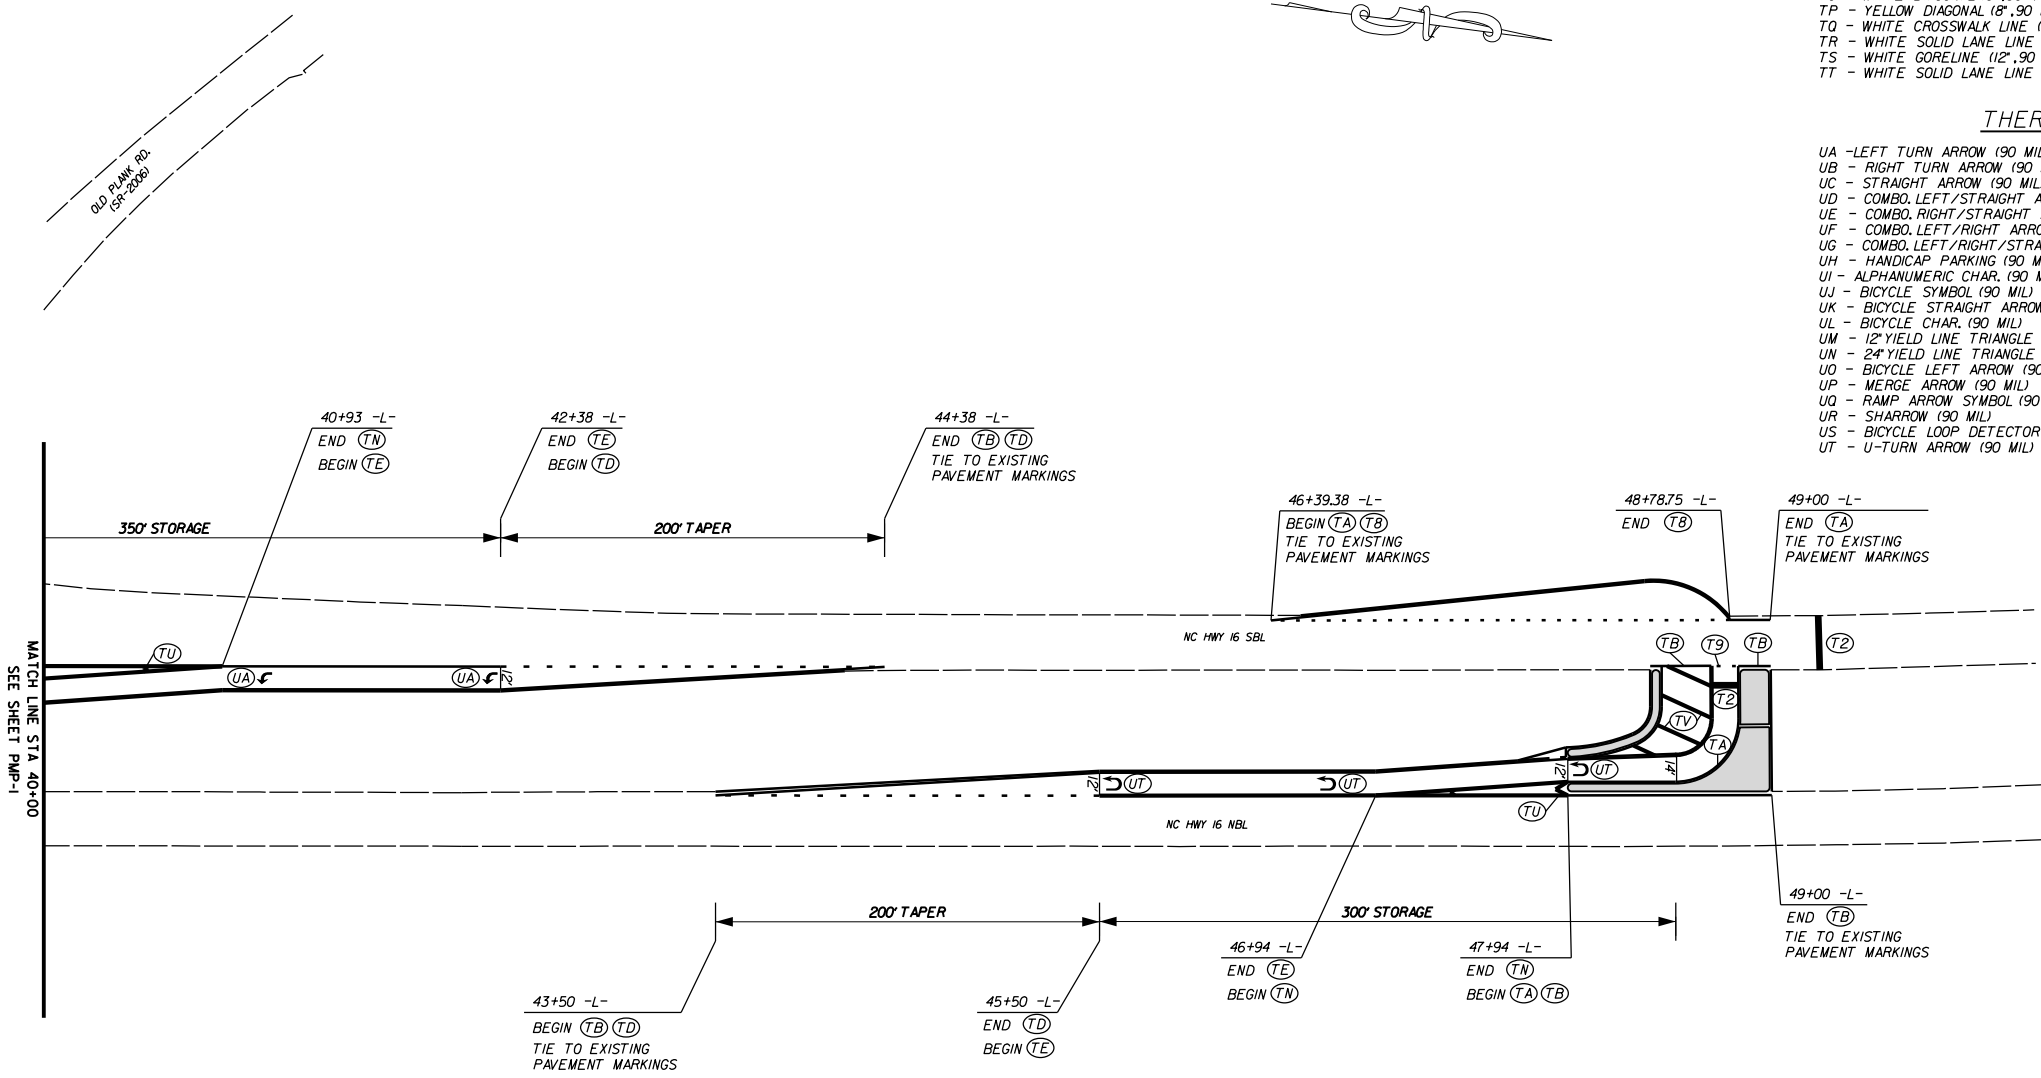 TP - YELLOW DIAGONAL (8",90
TQ - WHITE CROSSWALK LINE (
TR - WHITE SOLID LANE LINE
TS - WHITE GORELINE (12",90
TT - WHITE SOLID LANE LINE
THER
UA -LEFT TURN ARROW (90 MIL
UB - RIGHT TURN ARROW (90
UC - STRAIGHT ARROW (90 MIL
UD - COMBO. LEFT/STRAIGHT A
UE - COMBO. RIGHT/STRAIGHT
UF - COMBO. LEFT/RIGHT ARRO
UG - COMBO. LEFT/RIGHT/STRA
UH - HANDICAP PARKING (90 M
UI - ALPHANUMERIC CHAR. (90 M
UJ - BICYCLE SYMBOL (90 MIL)
UK - BICYCLE STRAIGHT ARROW
UL - BICYCLE CHAR. (90 MIL)
UM - 12" YIELD LINE TRIANGLE
UN - 24" YIELD LINE TRIANGLE
UO - BICYCLE LEFT ARROW (90
UP - MERGE ARROW (90 MIL)
UQ - RAMP ARROW SYMBOL (90
UR - SHARROW (90 MIL)
US - BICYCLE LOOP DETECTOR
UT - U-TURN ARROW (90 MIL)
OLD PLANK RD.
(SR-2006)
40+93 -L-
END TN
BEGIN TE
42+38 -L-
END TE
BEGIN TD
44+38 -L-
END TB TD
TIE TO EXISTING
PAVEMENT MARKINGS
46+39.38 -L-
BEGIN TA T8
TIE TO EXISTING
PAVEMENT MARKINGS
48+78.75 -L-
END T8
49+00 -L-
END TA
TIE TO EXISTING
PAVEMENT MARKINGS
350' STORAGE
200' TAPER
MATCH LINE STA 40+00
SEE SHEET PMP-1
TU
UA
UA
12'
NC HWY 16 SBL
TB
T9
TB
T2
T2
TV
TA
12'
UT
UT
12'
UT
14'
TU
NC HWY 16 NBL
200' TAPER
300' STORAGE
43+50 -L-
BEGIN TB TD
TIE TO EXISTING
PAVEMENT MARKINGS
45+50 -L-
END TD
BEGIN TE
46+94 -L-
END TE
BEGIN TN
47+94 -L-
END TN
BEGIN TA TB
49+00 -L-
END TB
TIE TO EXISTING
PAVEMENT MARKINGS